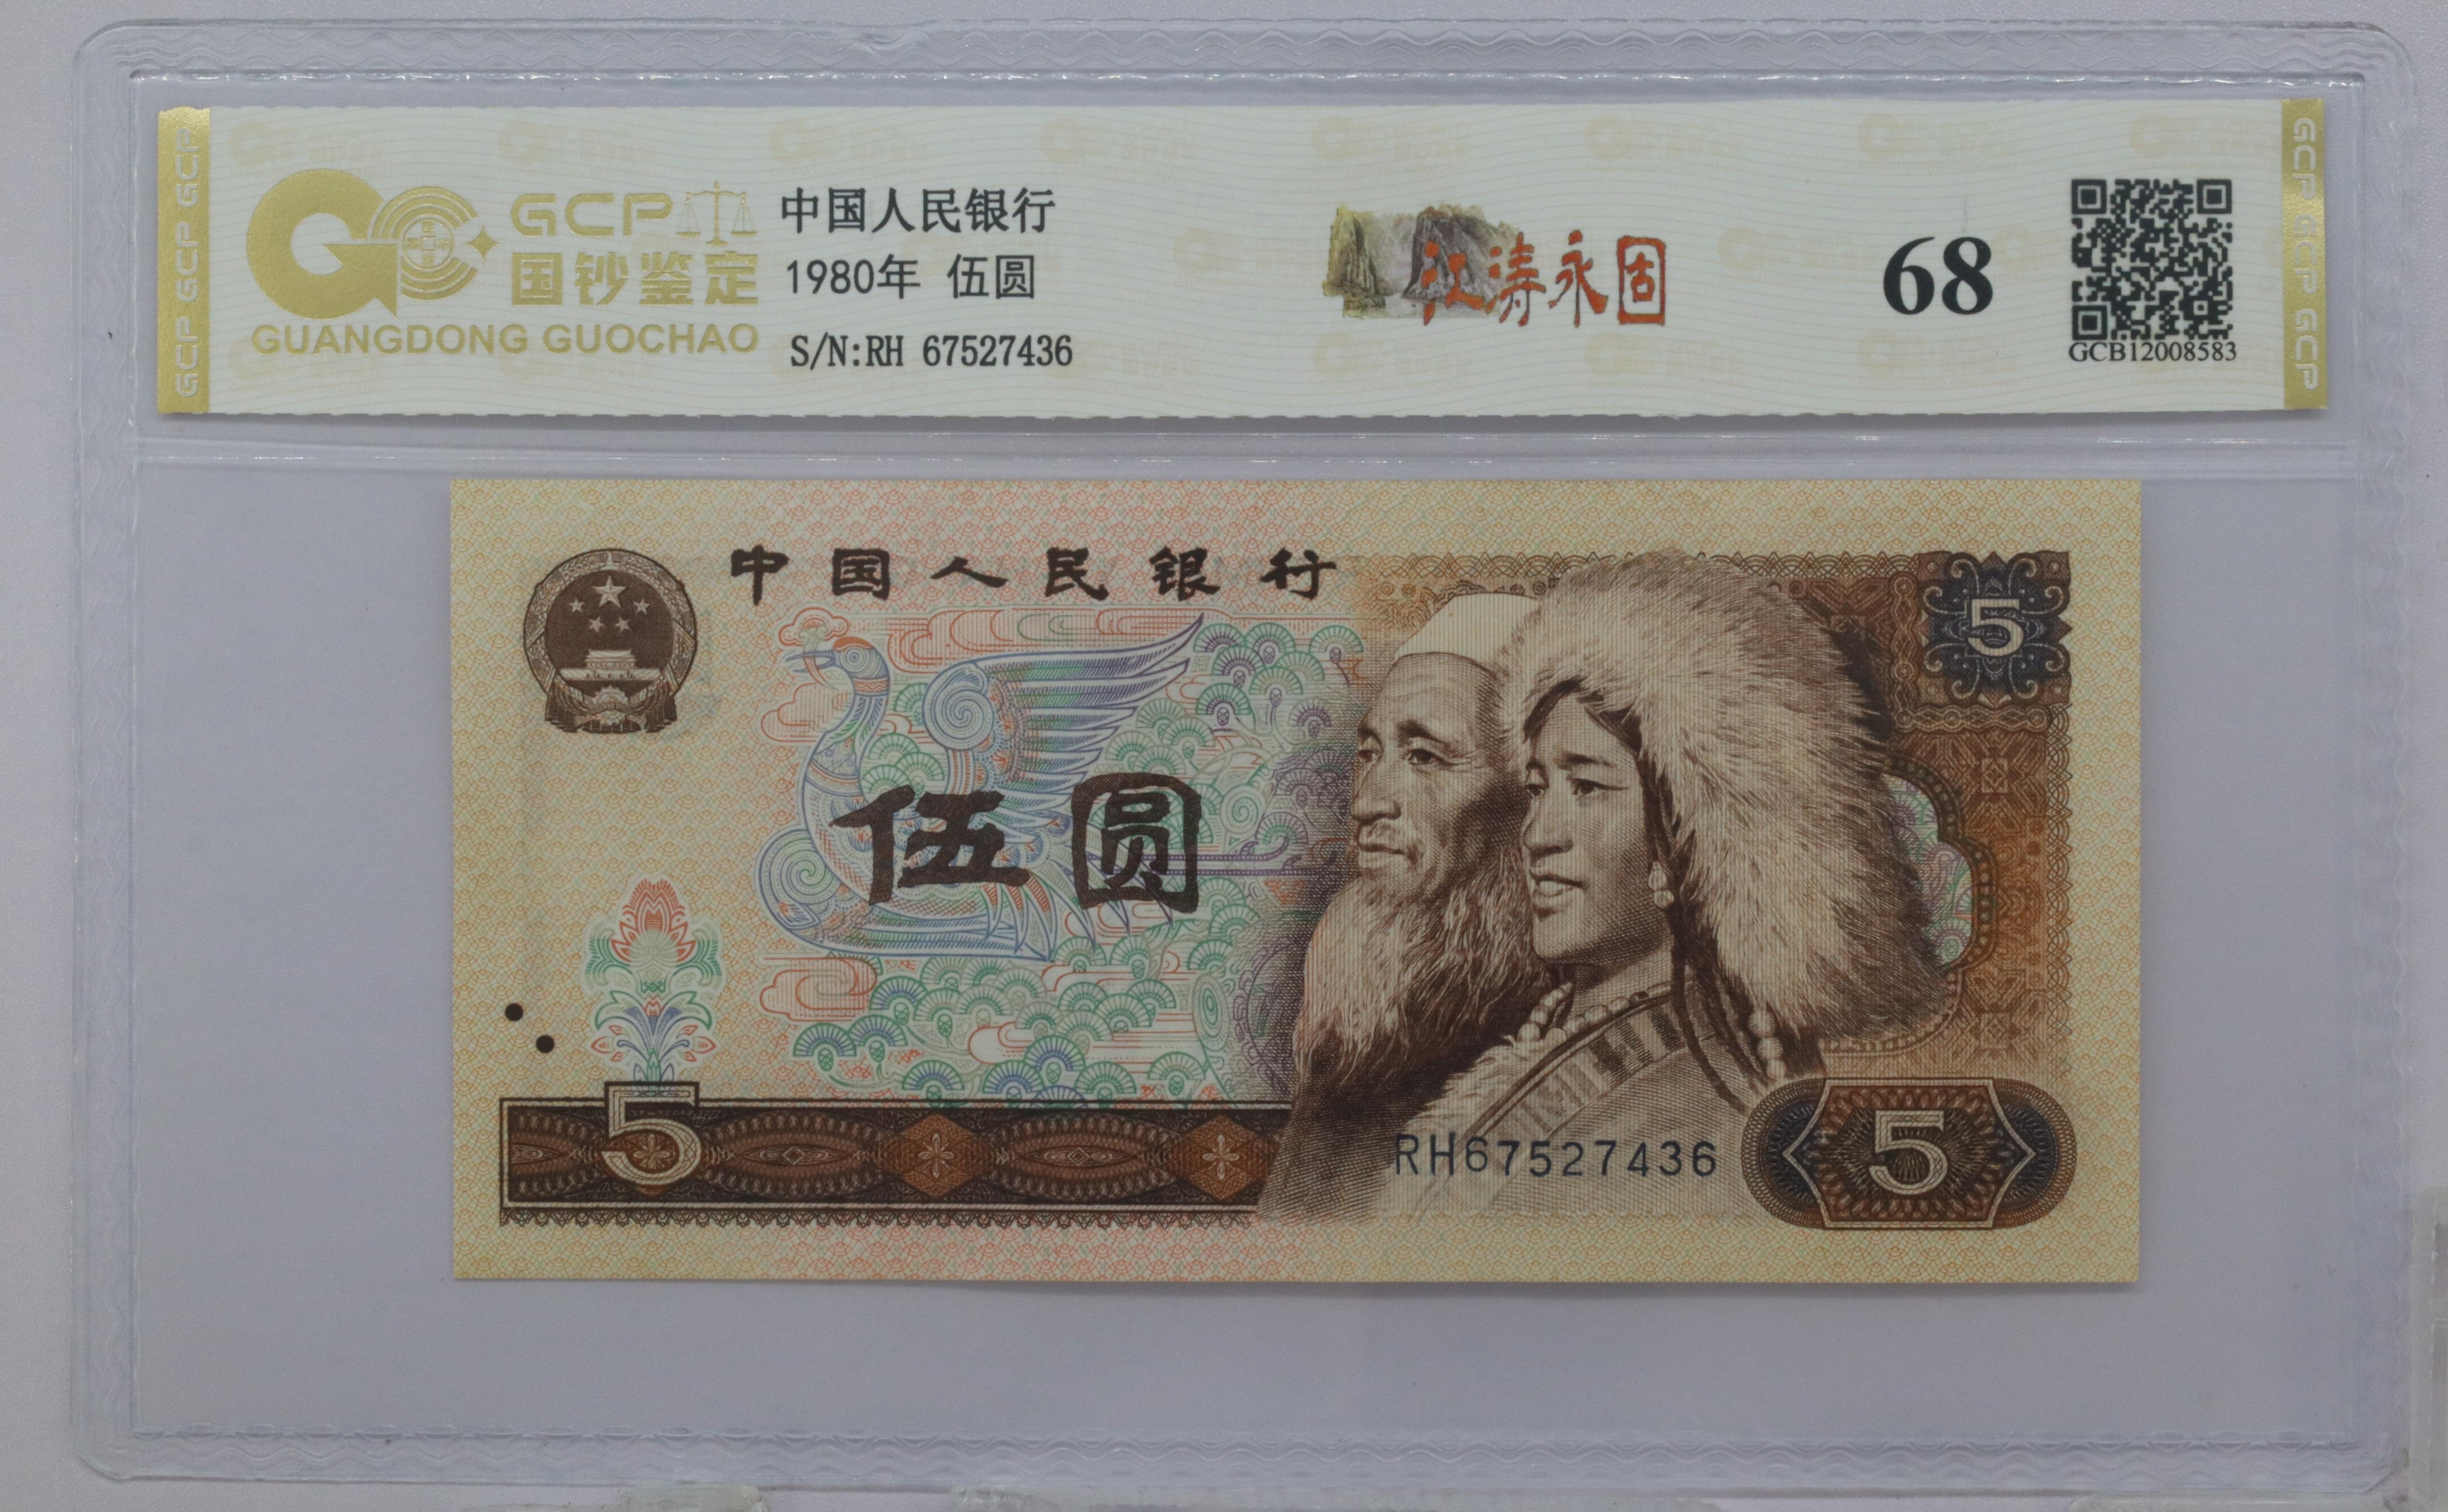 GCP GCP GCP
GCP
国钞鉴定
GUANGDONG GUOCHAO
中国人民银行
1980年 伍圆
S/N:RH 67527436
江涛永固
68
GCB12008583
GCP GCP GCP GCP
中国人民银行
5
伍圆
5
RH67527436
5